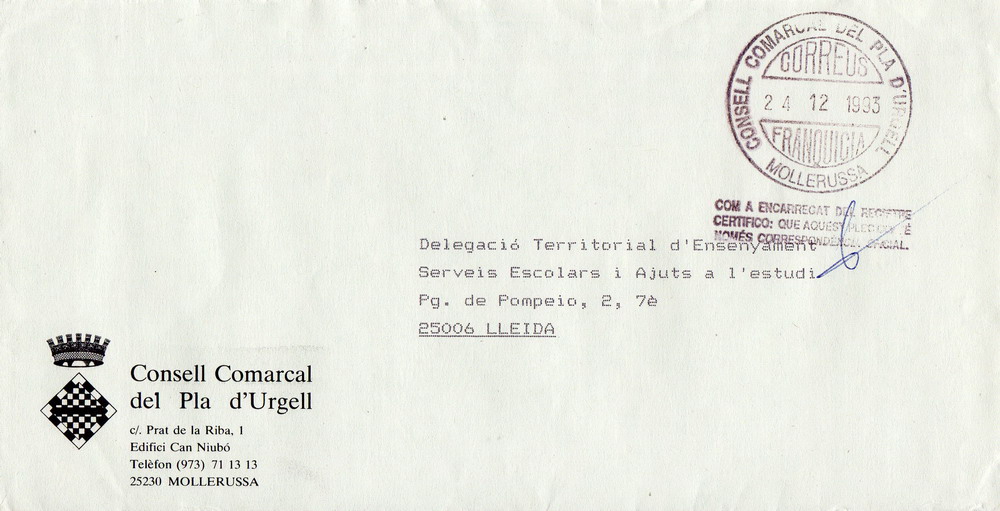 CONSELL COMARCAL DEL PLA D'URGELL
CORREUS
24 12 1993
FRANQUICIA
MOLLERUSSA
COM A ENCARREGAT DEL REGISTRE
CERTIFICO: QUE AQUEST PLEC É
NOMÉS CORRESPONDÈNCIA OFICIAL.
Delegació Territorial d'Ensenyament
Serveis Escolars i Ajuts a l'estudi
Pg. de Pompeio, 2, 7è
25006 LLEIDA
Consell Comarcal
del Pla d'Urgell
c/. Prat de la Riba, 1
Edifici Can Niubó
Telèfon (973) 71 13 13
25230 MOLLERUSSA